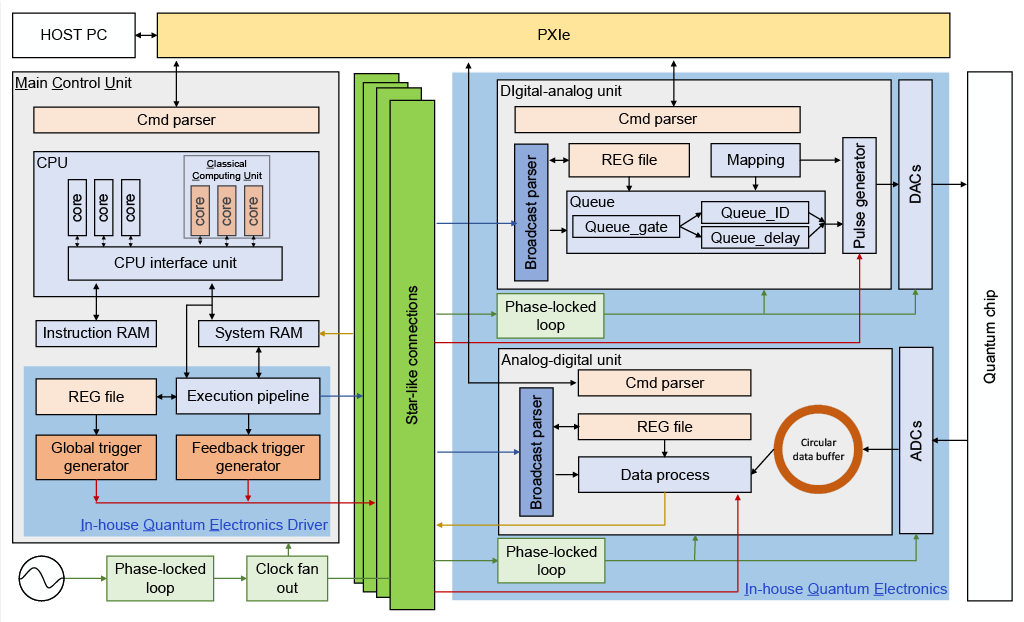 HOST PC
PXIe
Main Control Unit
Cmd parser
CPU
core
core
core
Classical
Computing Unit
core
core
core
CPU interface unit
Instruction RAM
System RAM
REG file
Execution pipeline
Global trigger
generator
Feedback trigger
generator
In-house Quantum Electronics Driver
Phase-locked
loop
Clock fan
out
Star-like connections
DIgital-analog unit
Cmd parser
Broadcast parser
REG file
Mapping
Queue
Queue_gate
Queue_ID
Queue_delay
Pulse generator
DACs
Phase-locked
loop
Analog-digital unit
Cmd parser
Broadcast parser
REG file
Data process
Circular
data buffer
ADCs
Phase-locked
loop
In-house Quantum Electronics
Quantum chip